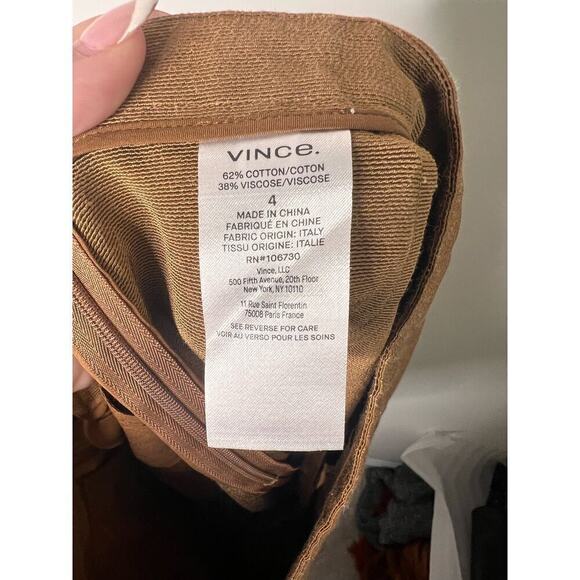 VINCE.
62% COTTON/COTON
38% VISCOSE/VISCOSE
4
MADE IN CHINA
FABRIQUÉ EN CHINE
FABRIC ORIGIN: ITALY
TISSU ORIGINE: ITALIE
RN#106730
Vince, LLC
500 Fifth Avenue, 20th Floor
New York, NY 10110
11 Rue Saint Florentin
75008 Paris France
SEE REVERSE FOR CARE
VOIR AU VERSO POUR LES SOINS